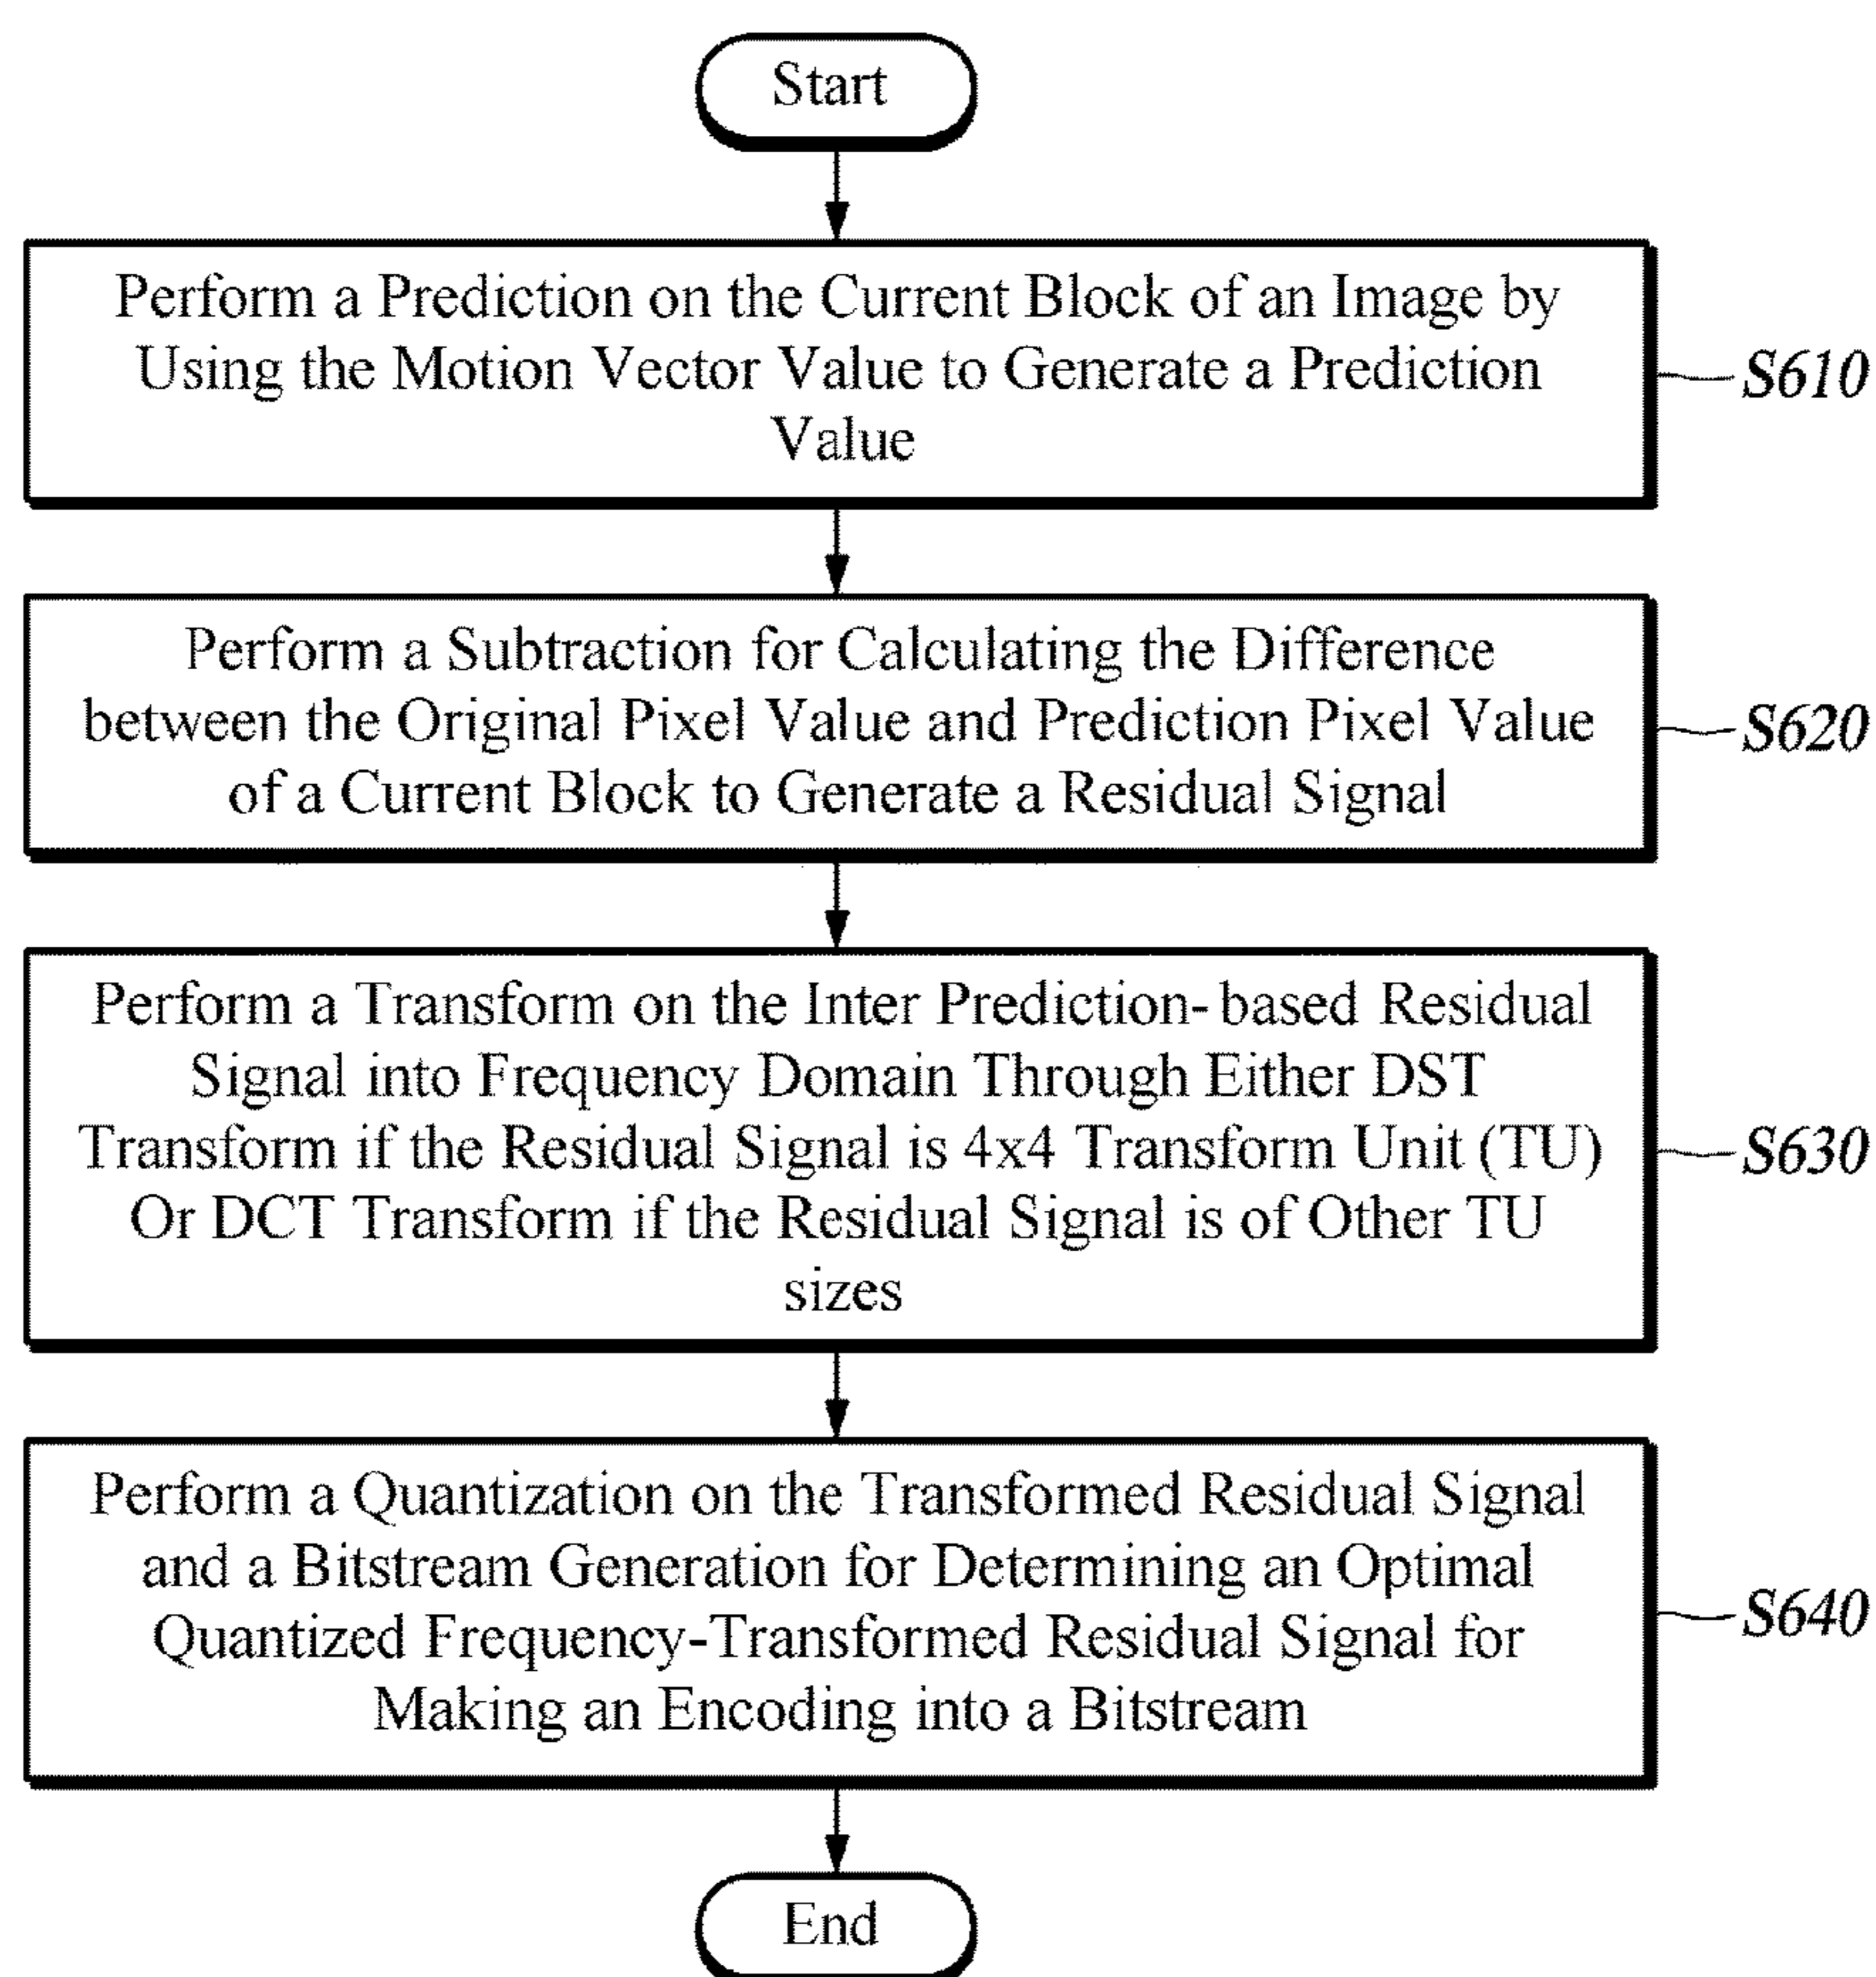 Start
Perform a Prediction on the Current Block of an Image by
Using the Motion Vector Value to Generate a Prediction
Value
S610
Perform a Subtraction for Calculating the Difference
between the Original Pixel Value and Prediction Pixel Value
of a Current Block to Generate a Residual Signal
S620
Perform a Transform on the Inter Prediction-based Residual
Signal into Frequency Domain Through Either DST
Transform if the Residual Signal is 4x4 Transform Unit (TU)
Or DCT Transform if the Residual Signal is of Other TU
sizes
S630
Perform a Quantization on the Transformed Residual Signal
and a Bitstream Generation for Determining an Optimal
Quantized Frequency-Transformed Residual Signal for
Making an Encoding into a Bitstream
S640
End